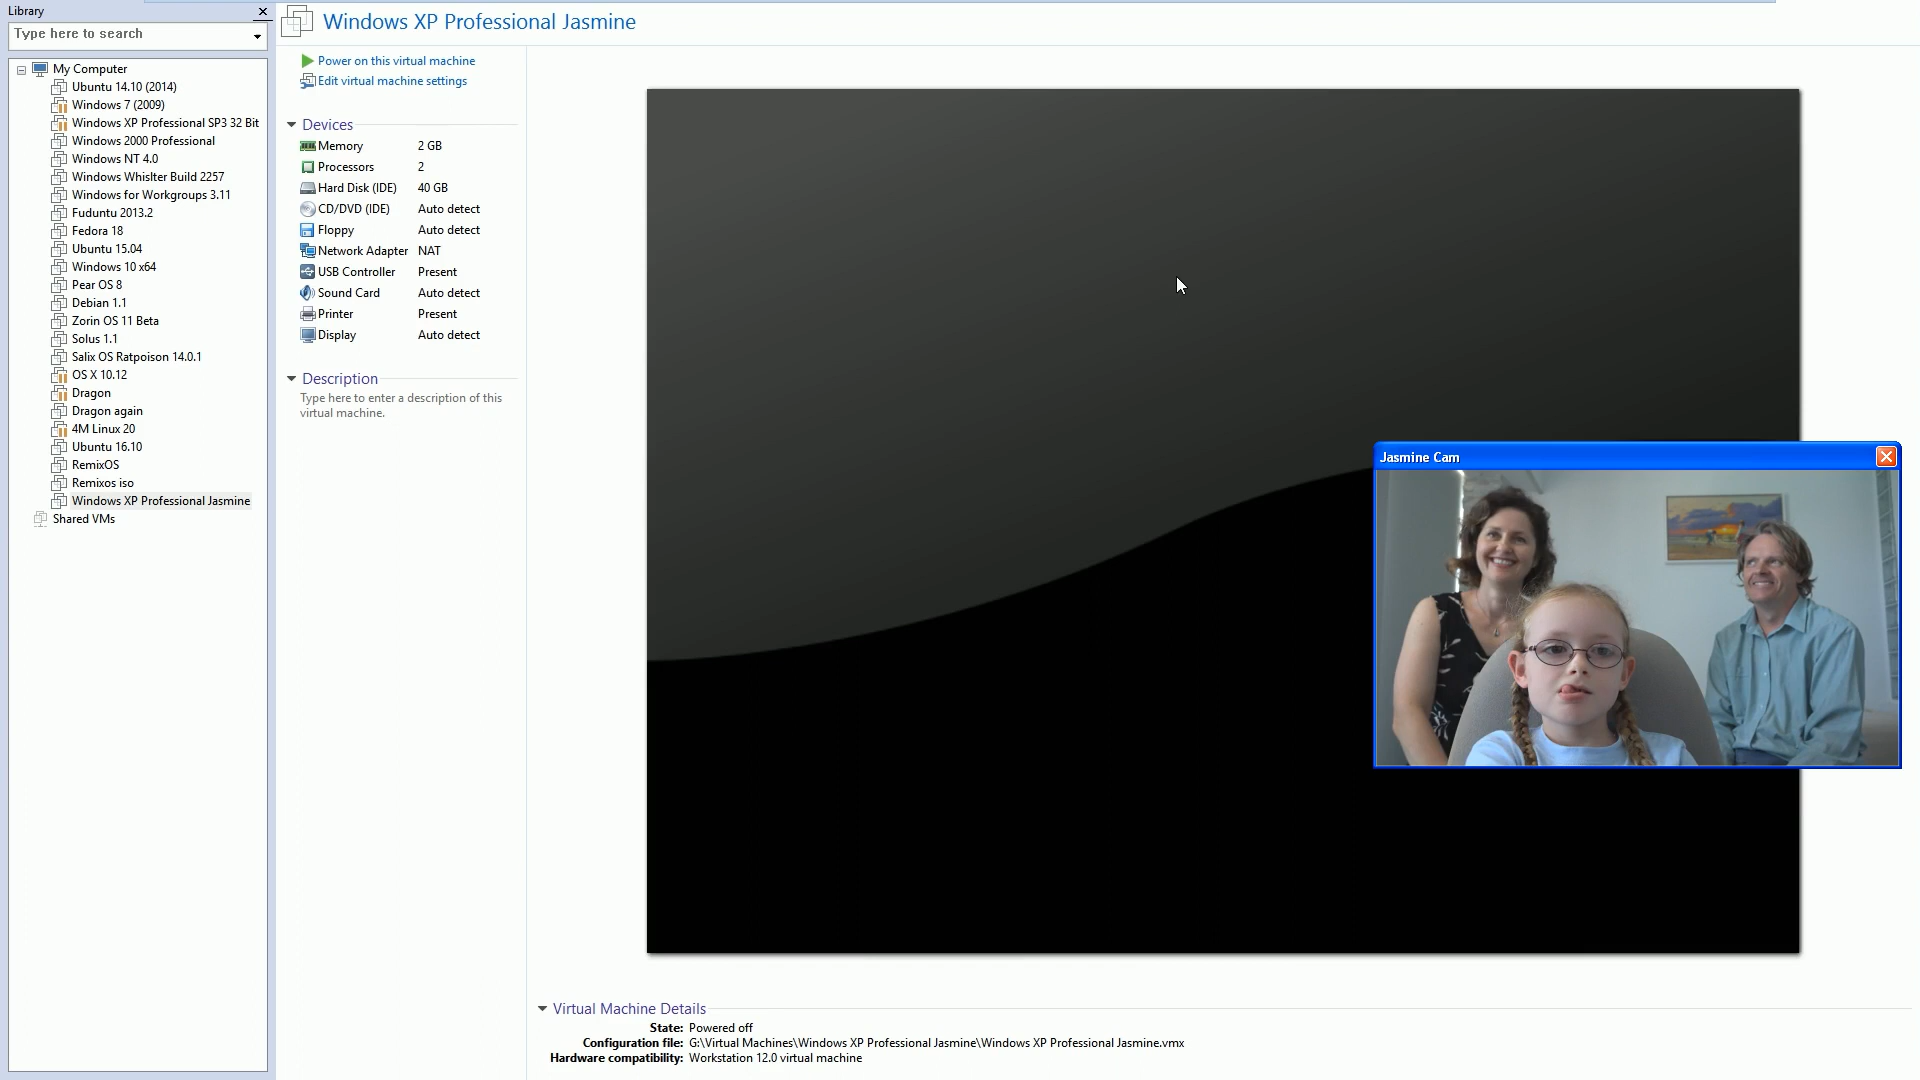 Library
Type here to search
My Computer
Ubuntu 14.10 (2014)
Windows 7 (2009)
Windows XP Professional SP3 32 Bit
Windows 2000 Professional
Windows NT 4.0
Windows Whislter Build 2257
Windows for Workgroups 3.11
Fuduntu 2013.2
Fedora 18
Ubuntu 15.04
Windows 10 x64
Pear OS 8
Debian 1.1
Zorin OS 11 Beta
Solus 1.1
Salix OS Ratpoison 14.0.1
OS X 10.12
Dragon
Dragon again
4M Linux 20
Ubuntu 16.10
RemixOS
Remixos iso
Windows XP Professional Jasmine
Shared VMs
Windows XP Professional Jasmine
Power on this virtual machine
Edit virtual machine settings
Devices
Memory 2 GB
Processors 2
Hard Disk (IDE) 40 GB
CD/DVD (IDE) Auto detect
Floppy Auto detect
Network Adapter NAT
USB Controller Present
Sound Card Auto detect
Printer Present
Display Auto detect
Description
Type here to enter a description of this
virtual machine.
Jasmine Cam
Virtual Machine Details
State: Powered off
Configuration file: G:\Virtual Machines\Windows XP Professional Jasmine\Windows XP Professional Jasmine.vmx
Hardware compatibility: Workstation 12.0 virtual machine